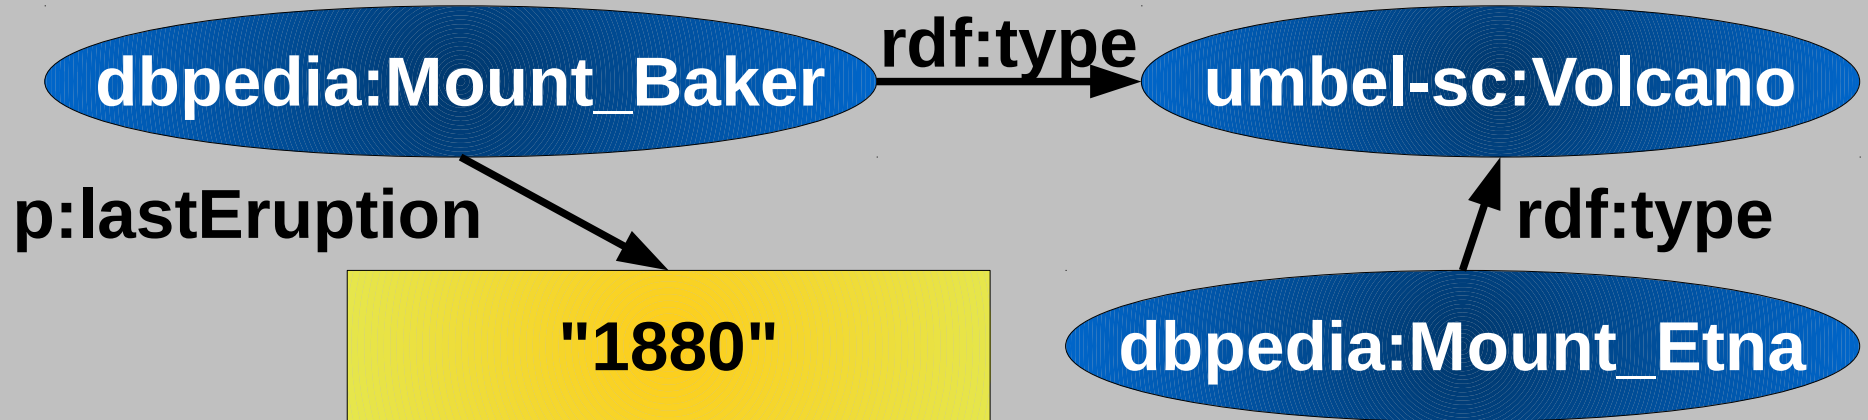 dbpedia:Mount_Baker
rdf:type
umbel-sc:Volcano
p:lastEruption
rdf:type
"1880"
dbpedia:Mount_Etna